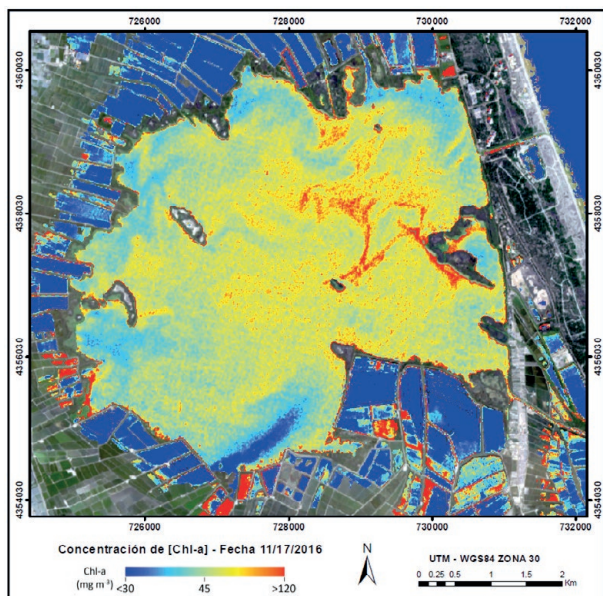 726000 728000 730000 732000
4360030 4360030
4358030 4358030
4356030 4356030
4354030 4354030
726000 728000 730000 732000
Concentración de [Chl-a] - Fecha 11/17/2016
Chl-a
(mg m⁻³)
<30 45 >120
N
UTM - WGS84 ZONA 30
0 0.25 0.5 1 1.5 2
Km